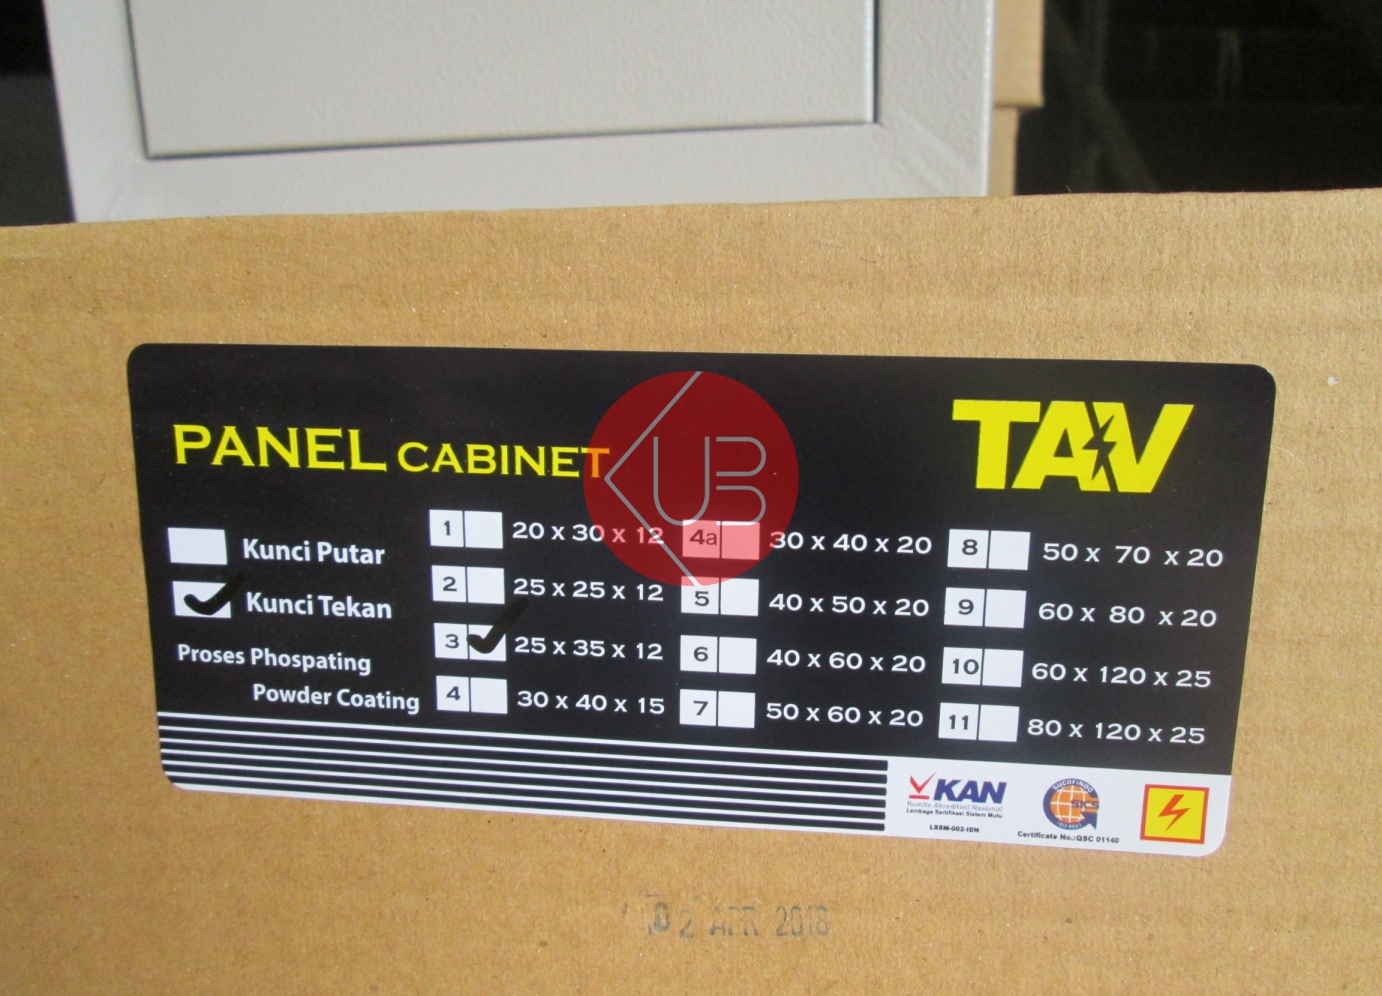 PANEL CABINET
TAV
UB
Kunci Putar
Kunci Tekan
Proses Phospating
Powder Coating
1 20 x 30 x 12
2 25 x 25 x 12
3 25 x 35 x 12
4 30 x 40 x 15
4a 30 x 40 x 20
5 40 x 50 x 20
6 40 x 60 x 20
7 50 x 60 x 20
8 50 x 70 x 20
9 60 x 80 x 20
10 60 x 120 x 25
11 80 x 120 x 25
KAN
Komite Akreditasi Nasional
Lembaga Sertifikasi Sistem Mutu
LSSM-002-IDN
SUCOFINDO
Certificate No.:QSC 01140
02 APR 2018